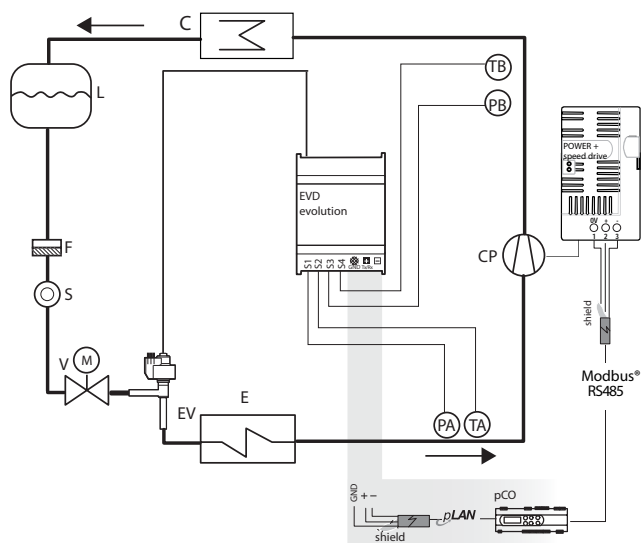 C
L
TB
PB
POWER +
speed drive
EVD
evolution
0V + -
1 2 3
S1 S2 S3 S4
GND Tx/Rx
F
CP
S
shield
V
M
Modbus®
RS485
EV
E
PA
TA
GND
+ −
pCO
pLAN
shield